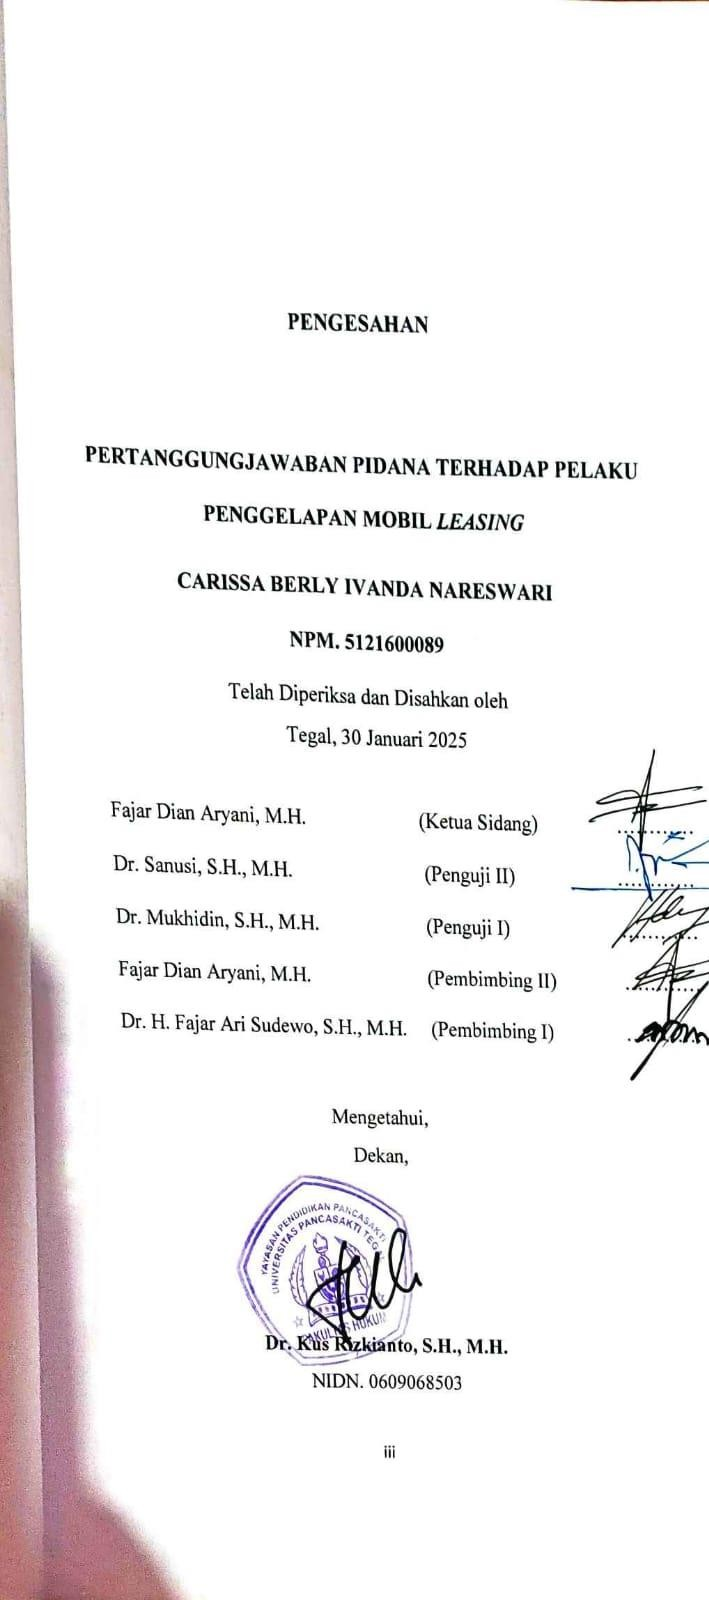 PENGESAHAN
PERTANGGUNGJAWABAN PIDANA TERHADAP PELAKU
PENGGELAPAN MOBIL LEASING
CARISSA BERLY IVANDA NARESWARI
NPM. 5121600089
Telah Diperiksa dan Disahkan oleh
Tegal, 30 Januari 2025
Fajar Dian Aryani, M.H. (Ketua Sidang)
Dr. Sanusi, S.H., M.H. (Penguji II)
Dr. Mukhidin, S.H., M.H. (Penguji I)
Fajar Dian Aryani, M.H. (Pembimbing II)
Dr. H. Fajar Ari Sudewo, S.H., M.H. (Pembimbing I)
Mengetahui,
Dekan,
YAYASAN PENDIDIKAN PANCASAKTI
UNIVERSITAS PANCASAKTI TEGAL
FAKULTAS HUKUM
Dr. Kus Rizkianto, S.H., M.H.
NIDN. 0609068503
iii